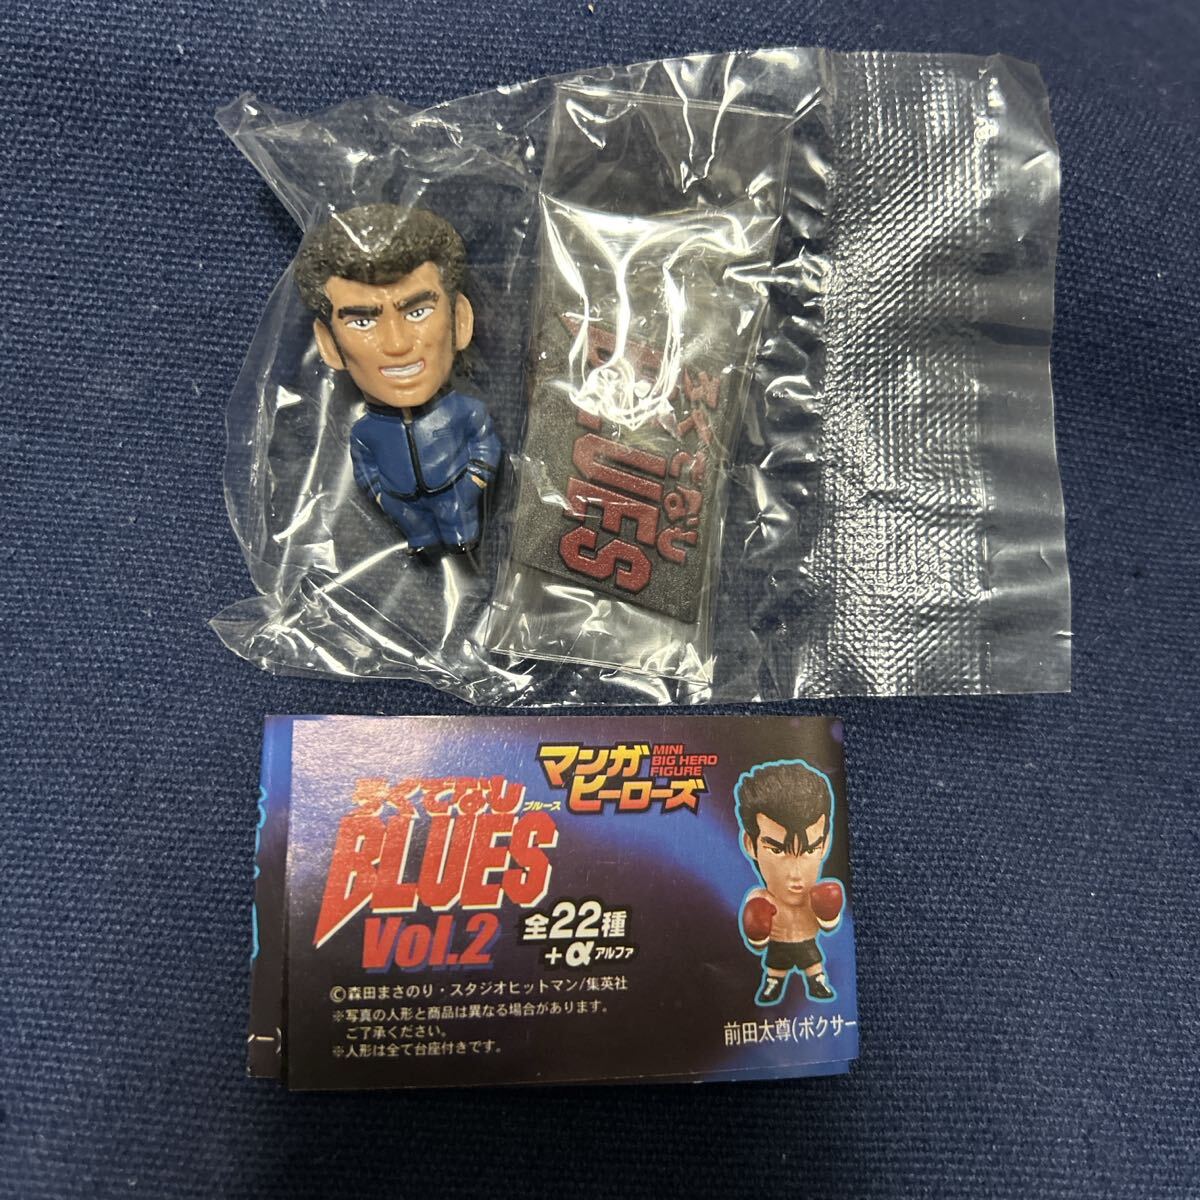 ろくでなし
BLUES
ろくでなし
ブルース
BLUES
Vol.2
マンガ
ヒーローズ
MINI
BIG HEAD
FIGURE
全22種
+αアルファ
©森田まさのり・スタジオヒットマン/集英社
※写真の人形と商品は異なる場合があります。
ご了承ください。
※人形は全て台座付きです。
前田太尊(ボクサー
ー)